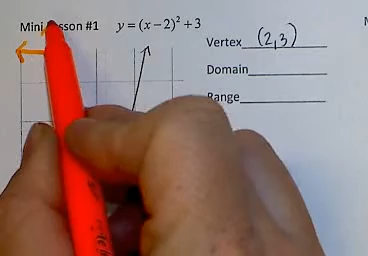 Mini Lesson #1 y = (x − 2)² + 3
Vertex (2,3)
Domain
Range